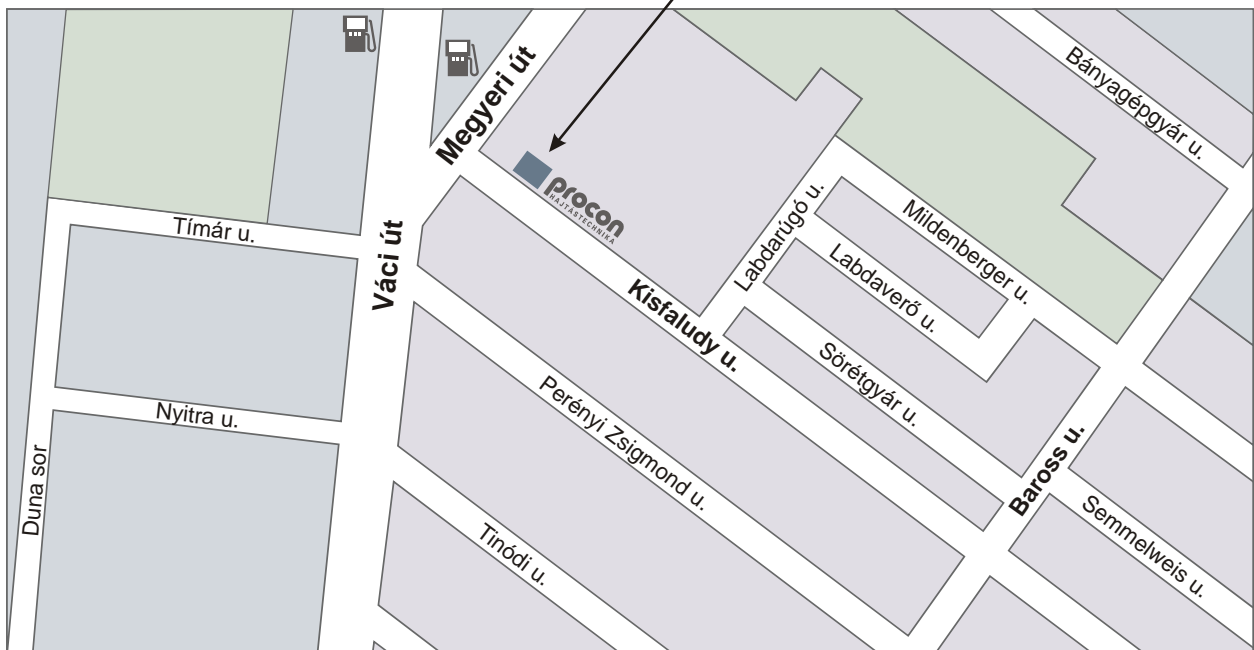 Bányagépgyár u.
Megyeri út
procon
HAJTÁSTECHNIKA
Tímár u.
Váci út
Labdarúgó u.
Mildenberger u.
Labdaverő u.
Kisfaludy u.
Sörétgyár u.
Nyitra u.
Perényi Zsigmond u.
Duna sor
Baross u.
Semmelweis u.
Tinódi u.